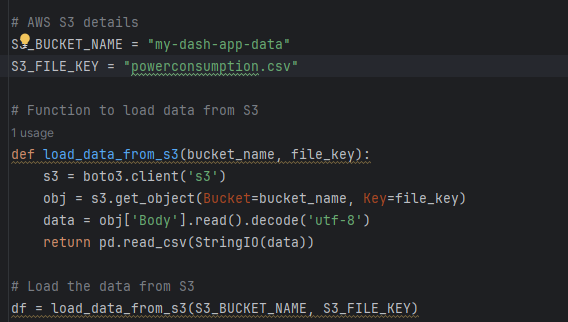 # AWS S3 details
S3_BUCKET_NAME = "my-dash-app-data"
S3_FILE_KEY = "powerconsumption.csv"
# Function to load data from S3
1 usage
def load_data_from_s3(bucket_name, file_key):
    s3 = boto3.client('s3')
    obj = s3.get_object(Bucket=bucket_name, Key=file_key)
    data = obj['Body'].read().decode('utf-8')
    return pd.read_csv(StringIO(data))
# Load the data from S3
df = load_data_from_s3(S3_BUCKET_NAME, S3_FILE_KEY)